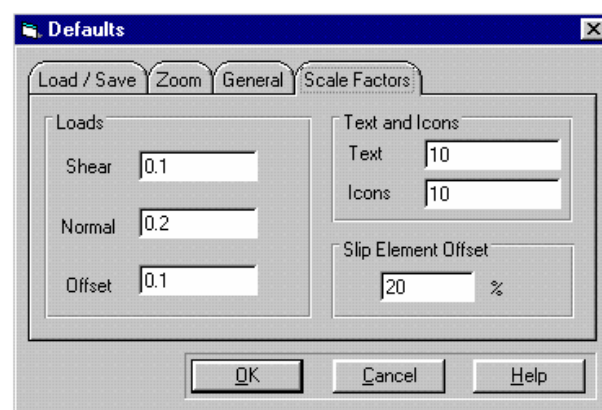 Defaults
Load / Save Zoom General Scale Factors
Loads
Shear 0.1
Normal 0.2
Offset 0.1
Text and Icons
Text 10
Icons 10
Slip Element Offset
20 %
OK Cancel Help